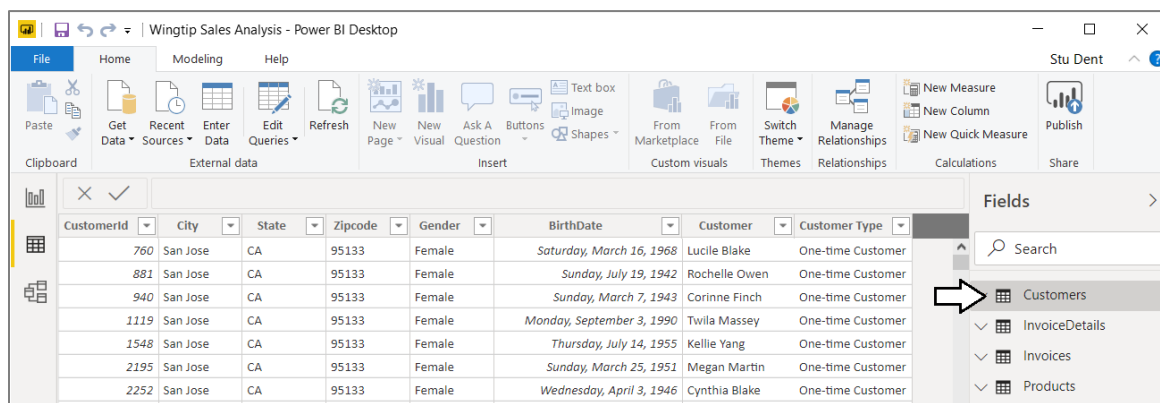 Wingtip Sales Analysis - Power BI Desktop
File Home Modeling Help Stu Dent
Paste Get Data Recent Sources Enter Data Edit Queries Refresh New Page New Visual Ask A Question Buttons Text box Image Shapes From Marketplace From File Switch Theme Manage Relationships New Measure New Column New Quick Measure Publish
Clipboard External data Insert Custom visuals Themes Relationships Calculations Share
CustomerId City State Zipcode Gender BirthDate Customer Customer Type
760 San Jose CA 95133 Female Saturday, March 16, 1968 Lucile Blake One-time Customer
881 San Jose CA 95133 Female Sunday, July 19, 1942 Rochelle Owen One-time Customer
940 San Jose CA 95133 Female Sunday, March 7, 1943 Corinne Finch One-time Customer
1119 San Jose CA 95133 Female Monday, September 3, 1990 Twila Massey One-time Customer
1548 San Jose CA 95133 Female Thursday, July 14, 1955 Kellie Yang One-time Customer
2195 San Jose CA 95133 Female Sunday, March 25, 1951 Megan Martin One-time Customer
2252 San Jose CA 95133 Female Wednesday, April 3, 1946 Cynthia Blake One-time Customer
Fields
Search
Customers
InvoiceDetails
Invoices
Products